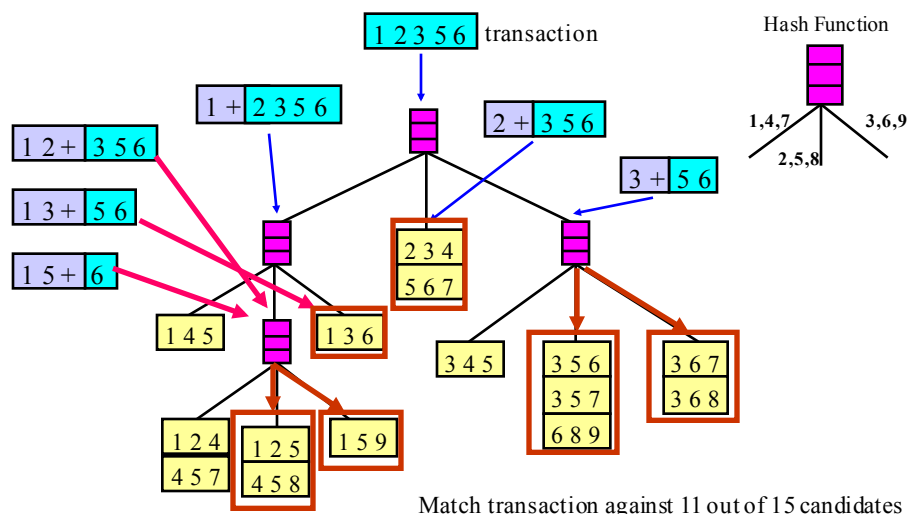 1 2 3 5 6 transaction
Hash Function
1 + 2 3 5 6
2 + 3 5 6
1,4,7
3,6,9
2,5,8
1 2 + 3 5 6
3 + 5 6
1 3 + 5 6
1 5 + 6
2 3 4
5 6 7
1 4 5
1 3 6
3 4 5
3 5 6
3 6 7
3 5 7
3 6 8
6 8 9
1 2 4
1 2 5
1 5 9
4 5 7
4 5 8
Match transaction against 11 out of 15 candidates